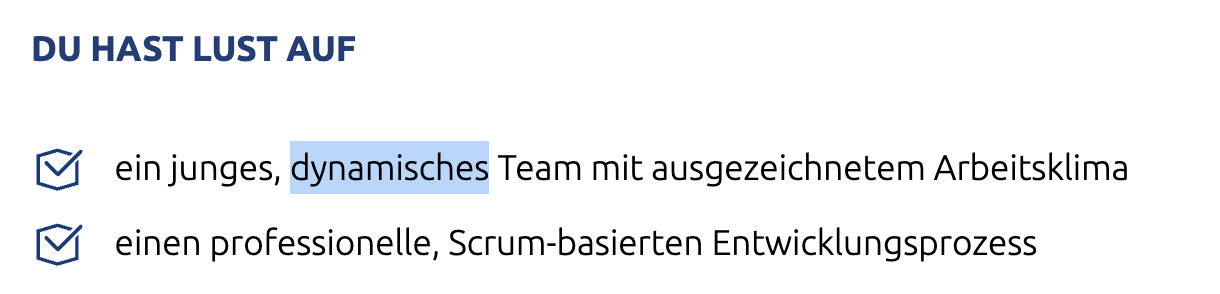 DU HAST LUST AUF
ein junges, dynamisches Team mit ausgezeichnetem Arbeitsklima
einen professionelle, Scrum-basierten Entwicklungsprozess